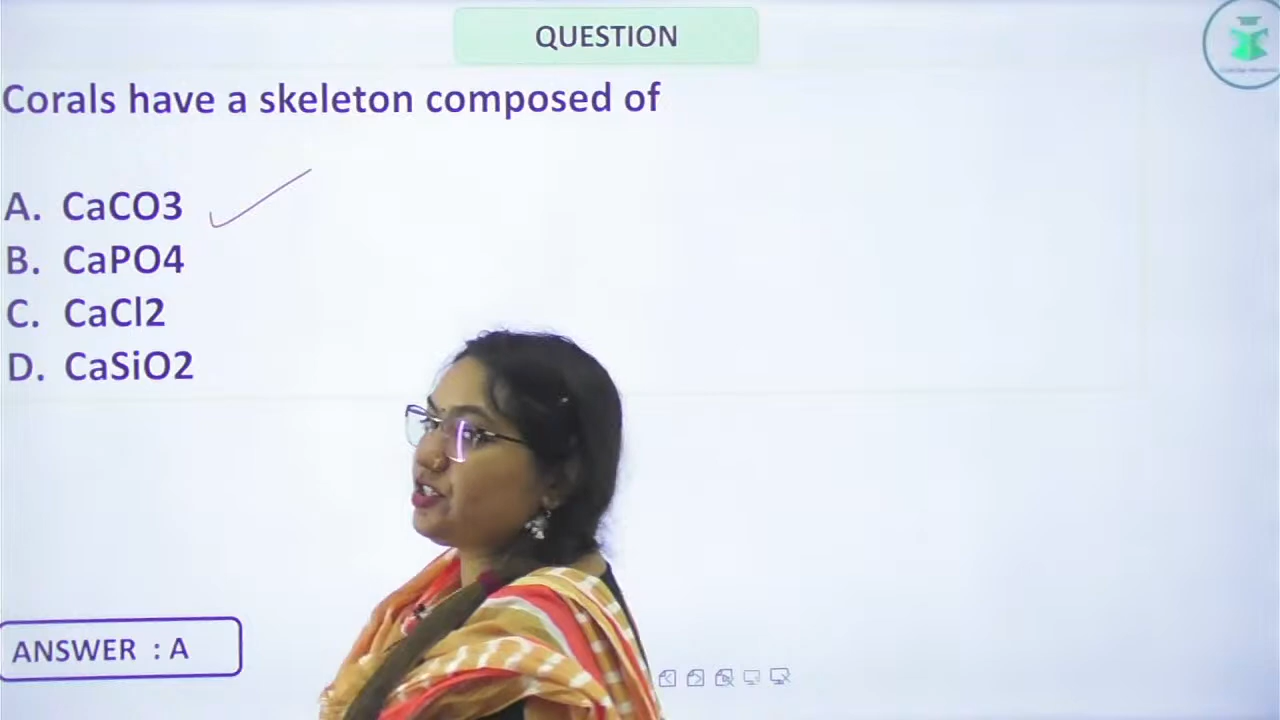 QUESTION
Corals have a skeleton composed of
A. CaCO3
B. CaPO4
C. CaCl2
D. CaSiO2
ANSWER : A